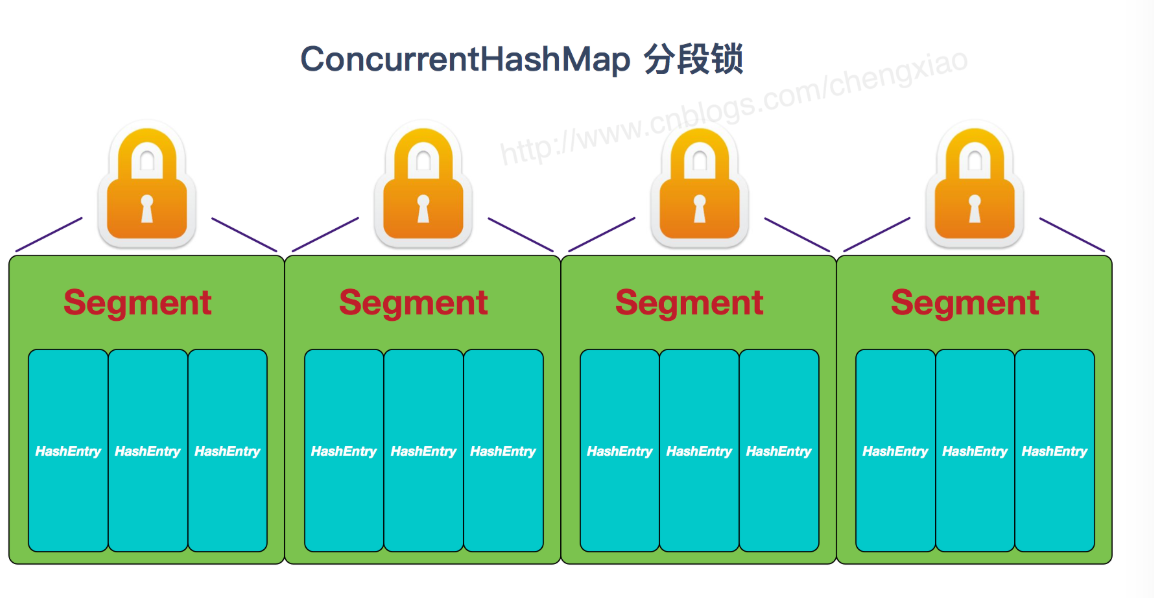 ConcurrentHashMap 分段锁
http://www.cnblogs.com/chengxiao
Segment Segment Segment Segment
HashEntry HashEntry HashEntry HashEntry HashEntry HashEntry HashEntry HashEntry HashEntry HashEntry HashEntry HashEntry